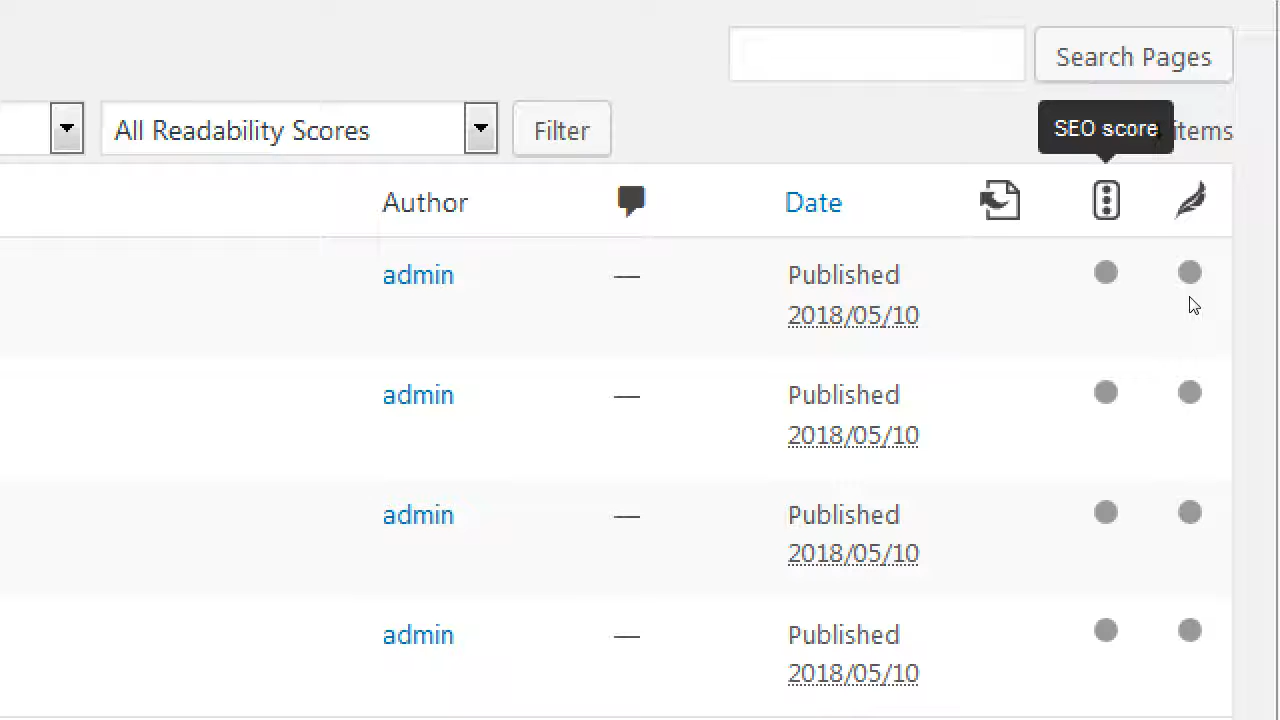 Search Pages
All Readability Scores Filter SEO score items
Author Date
admin — Published
2018/05/10
admin — Published
2018/05/10
admin — Published
2018/05/10
admin — Published
2018/05/10